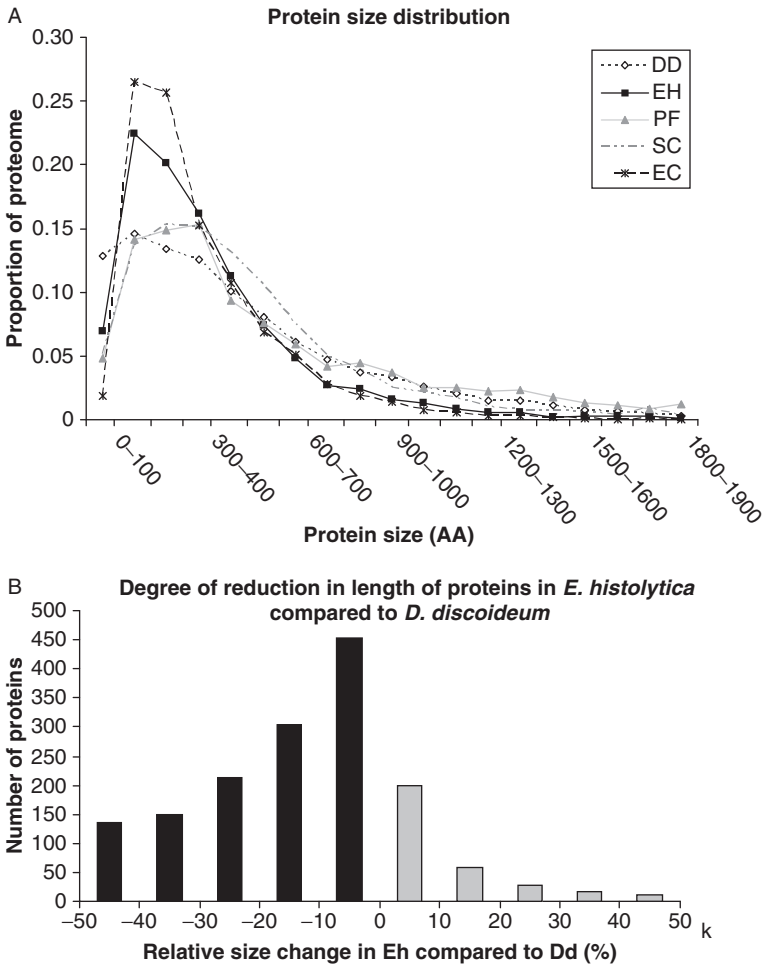 A
Protein size distribution
0.30
0.25
0.20
0.15
0.10
0.05
0
Proportion of proteome
DD
EH
PF
SC
EC
0–100
300–400
600–700
900–1000
1200–1300
1500–1600
1800–1900
Protein size (AA)
B
Degree of reduction in length of proteins in E. histolytica
compared to D. discoideum
500
450
400
350
300
250
200
150
100
50
0
Number of proteins
–50 –40 –30 –20 –10 0 10 20 30 40 50 k
Relative size change in Eh compared to Dd (%)